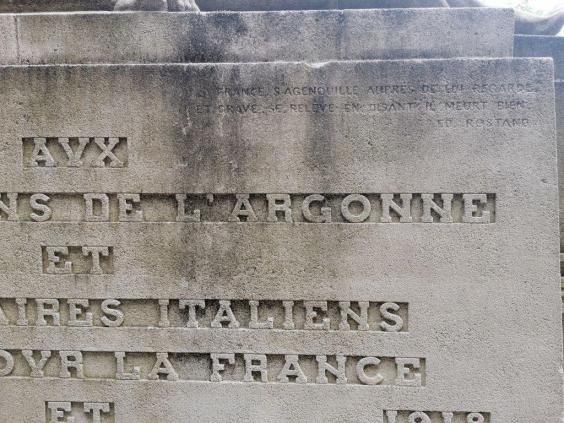 LA FRANCE, S'AGENOUILLE AUPRES DE LUI REGARDE,
ET GRAVE, SE RELEVE EN DISANT: IL MEURT BIEN.
ED. ROSTAND.
AVX
NS DE L'ARGONNE
ET
AIRES ITALIENS
OVR LA FRANCE
ET 1918